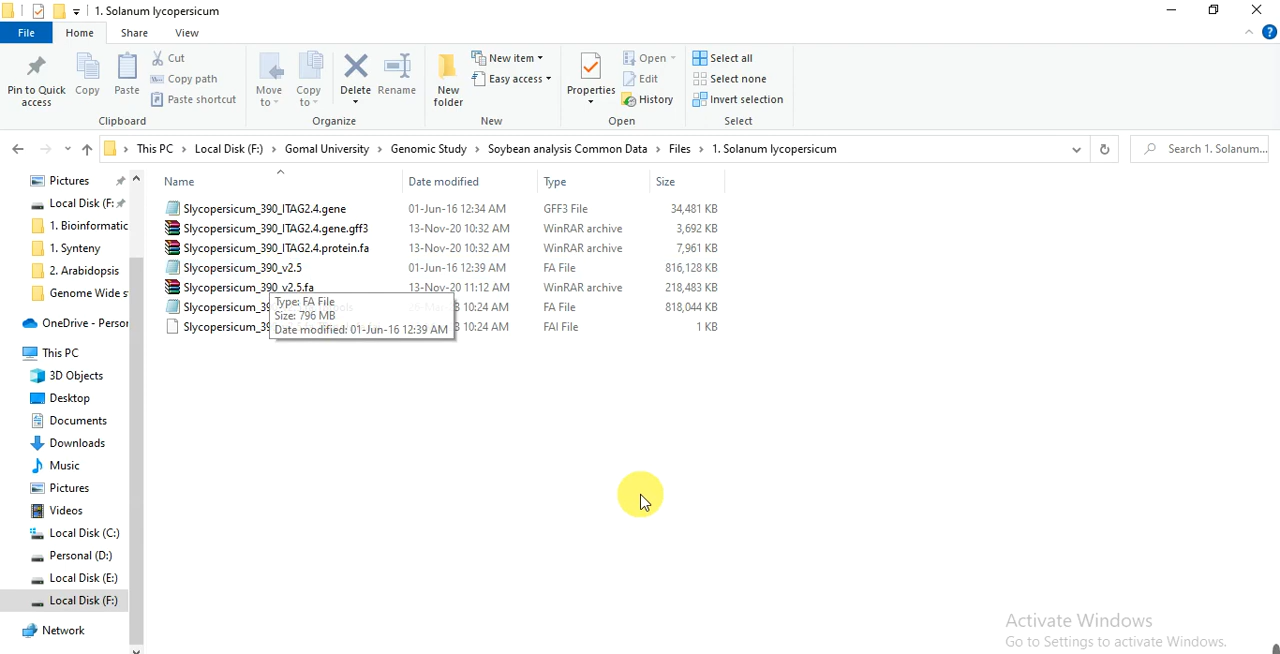 1. Solanum lycopersicum
File Home Share View
Pin to Quick access
Copy
Paste
Cut
Copy path
Paste shortcut
Move to
Copy to
Delete
Rename
New folder
New item
Easy access
Properties
Open
Edit
History
Select all
Select none
Invert selection
Clipboard Organize New Open Select
This PC › Local Disk (F:) › Gomal University › Genomic Study › Soybean analysis Common Data › Files › 1. Solanum lycopersicum
Search 1. Solanum...
Name Date modified Type Size
Slycopersicum_390_ITAG2.4.gene 01-Jun-16 12:34 AM GFF3 File 34,481 KB
Slycopersicum_390_ITAG2.4.gene.gff3 13-Nov-20 10:32 AM WinRAR archive 3,692 KB
Slycopersicum_390_ITAG2.4.protein.fa 13-Nov-20 10:32 AM WinRAR archive 7,961 KB
Slycopersicum_390_v2.5 01-Jun-16 12:39 AM FA File 816,128 KB
Slycopersicum_390_v2.5.fa 13-Nov-20 11:12 AM WinRAR archive 218,483 KB
Slycopersicum_39 10:24 AM FA File 818,044 KB
Slycopersicum_39 10:24 AM FAI File 1 KB
Type: FA File
Size: 796 MB
Date modified: 01-Jun-16 12:39 AM
Pictures
Local Disk (F:
1. Bioinformatic
1. Synteny
2. Arabidopsis
Genome Wide s
OneDrive - Person
This PC
3D Objects
Desktop
Documents
Downloads
Music
Pictures
Videos
Local Disk (C:)
Personal (D:)
Local Disk (E:)
Local Disk (F:)
Network
Activate Windows
Go to Settings to activate Windows.